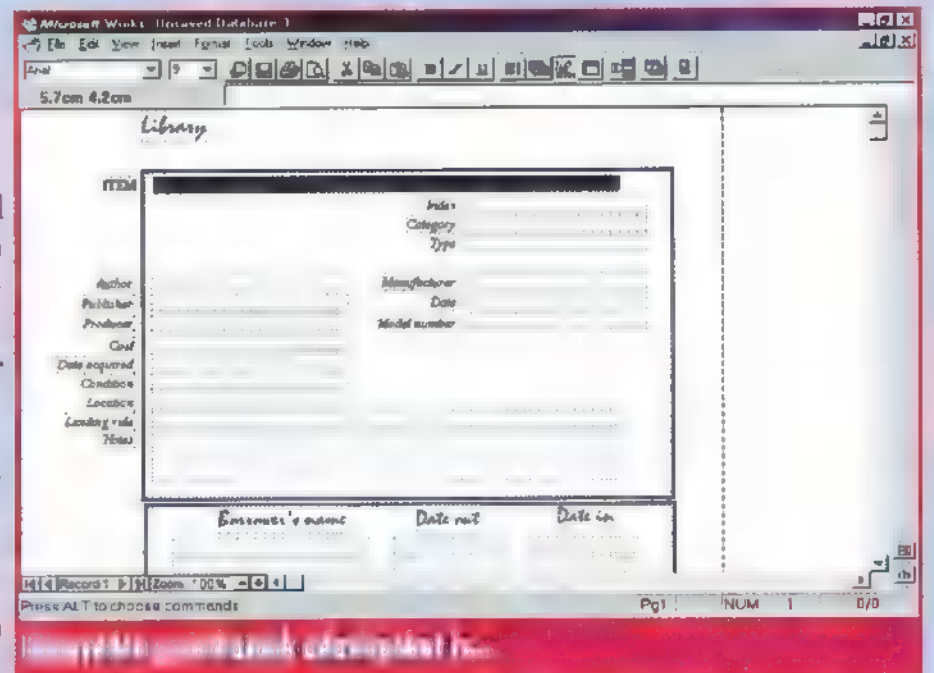 Microsoft Works - Unsaved Database 1
File Edit View Insert Format Tools Window Help
Arial 9
5.7cm 4.2cm
Library
ITEM
Index
Category
Type
Author
Manufacturer
Publisher
Date
Producer
Model number
Cost
Date acquired
Condition
Location
Lending rule
Notes
Borrower's name Date out Date in
Record 1 Zoom 100%
Press ALT to choose commands Pg1 NUM 1 0/0